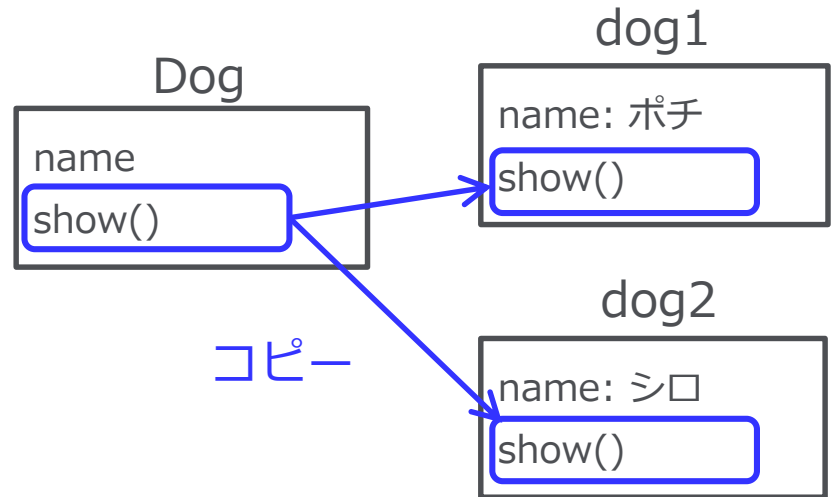 Dog
name
show()
コピー
dog1
name: ポチ
show()
dog2
name: シロ
show()